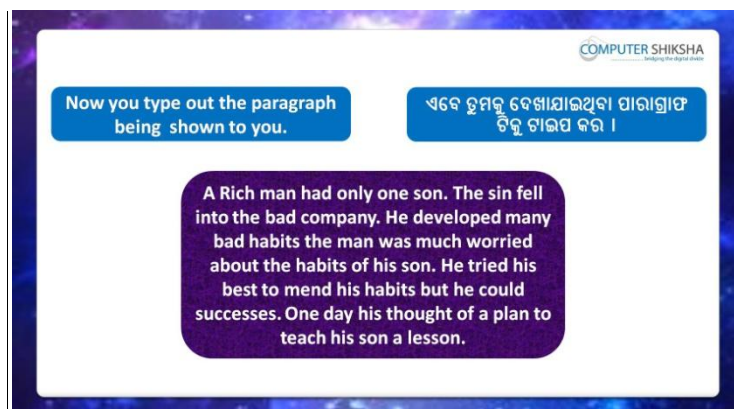 COMPUTER SHIKSHA
bridging the digital divide
Now you type out the paragraph
being shown to you.
ଏବେ ତୁମକୁ ଦେଖାଯାଇଥିବା ପାରାଗ୍ରାଫ
ଟିକୁ ଟାଇପ କର ।
A Rich man had only one son. The sin fell
into the bad company. He developed many
bad habits the man was much worried
about the habits of his son. He tried his
best to mend his habits but he could
successes. One day his thought of a plan to
teach his son a lesson.